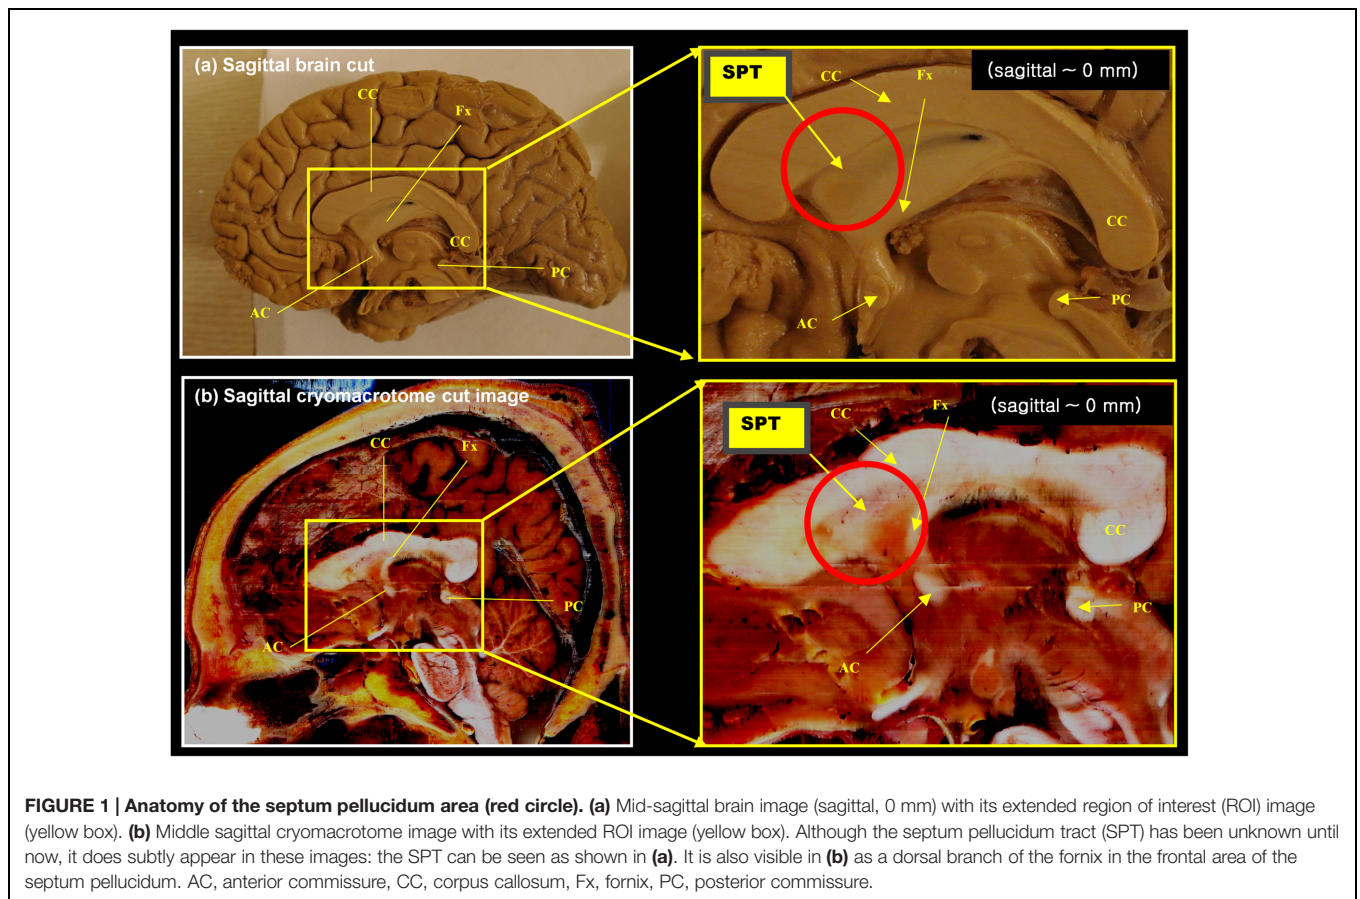 (a) Sagittal brain cut
CC
Fx
CC
PC
AC
SPT
CC
Fx
(sagittal ~ 0 mm)
CC
AC
PC
(b) Sagittal cryomacrotome cut image
CC
Fx
PC
AC
SPT
CC
Fx
(sagittal ~ 0 mm)
CC
PC
AC
FIGURE 1 | Anatomy of the septum pellucidum area (red circle). (a) Mid-sagittal brain image (sagittal, 0 mm) with its extended region of interest (ROI) image
(yellow box). (b) Middle sagittal cryomacrotome image with its extended ROI image (yellow box). Although the septum pellucidum tract (SPT) has been unknown until
now, it does subtly appear in these images: the SPT can be seen as shown in (a). It is also visible in (b) as a dorsal branch of the fornix in the frontal area of the
septum pellucidum. AC, anterior commissure, CC, corpus callosum, Fx, fornix, PC, posterior commissure.